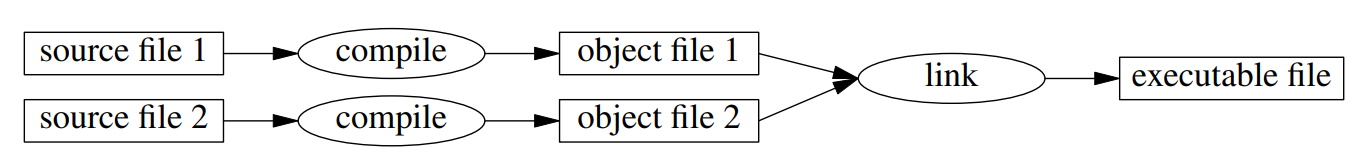 source file 1
compile
object file 1
source file 2
compile
object file 2
link
executable file